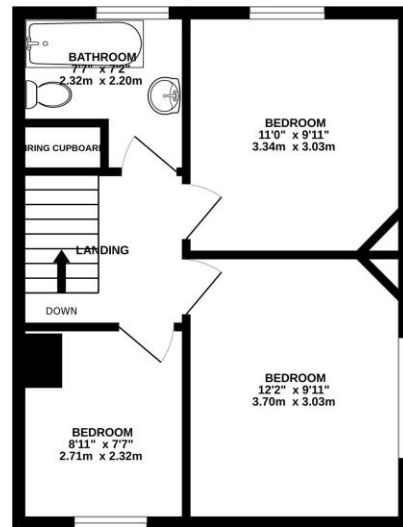 BATHROOM
7'7" x 7'2"
2.32m x 2.20m
BEDROOM
11'0" x 9'11"
3.34m x 3.03m
IRING CUPBOARD
LANDING
DOWN
BEDROOM
12'2" x 9'11"
3.70m x 3.03m
BEDROOM
8'11" x 7'7"
2.71m x 2.32m